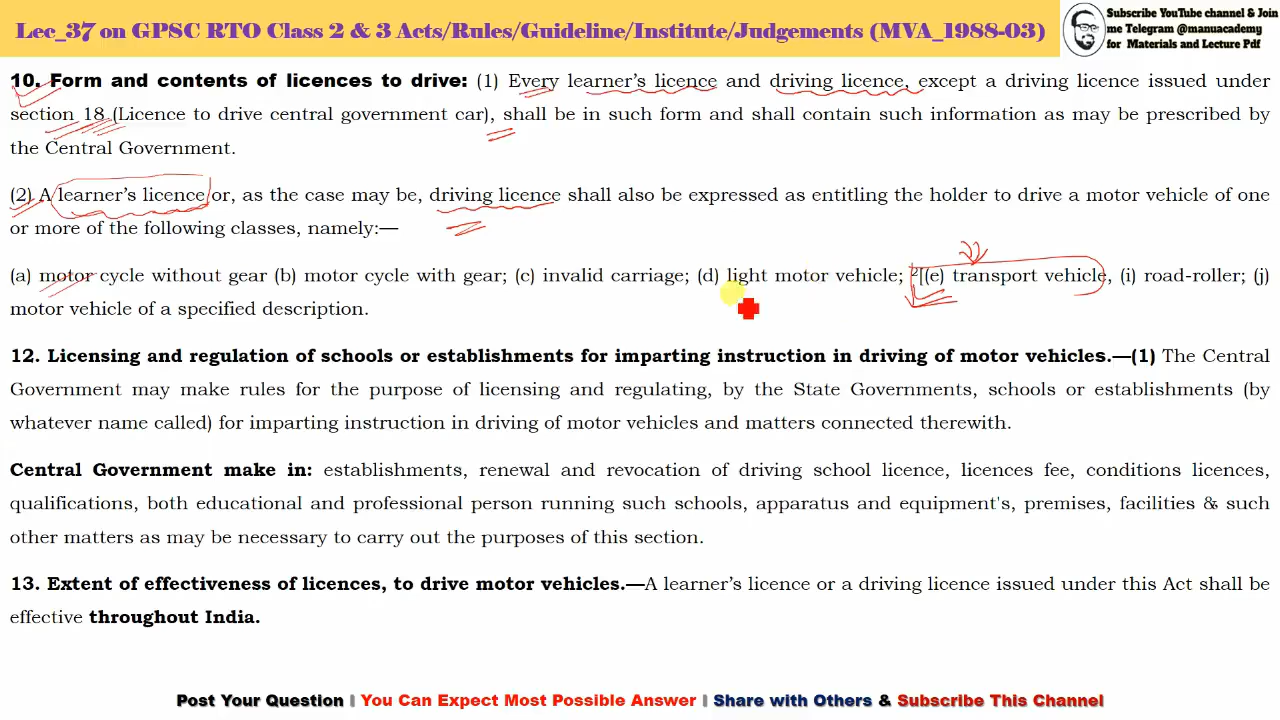 Lec_37 on GPSC RTO Class 2 & 3 Acts/Rules/Guideline/Institute/Judgements (MVA_1988-03)
Subscribe YouTube channel & Join
me Telegram @manuacademy
for Materials and Lecture Pdf
10. Form and contents of licences to drive: (1) Every learner's licence and driving licence, except a driving licence issued under
section 18 (Licence to drive central government car), shall be in such form and shall contain such information as may be prescribed by
the Central Government.
(2) A learner's licence or, as the case may be, driving licence shall also be expressed as entitling the holder to drive a motor vehicle of one
or more of the following classes, namely:—
(a) motor cycle without gear (b) motor cycle with gear; (c) invalid carriage; (d) light motor vehicle; 2[(e) transport vehicle, (i) road-roller; (j)
motor vehicle of a specified description.
12. Licensing and regulation of schools or establishments for imparting instruction in driving of motor vehicles.—(1) The Central
Government may make rules for the purpose of licensing and regulating, by the State Governments, schools or establishments (by
whatever name called) for imparting instruction in driving of motor vehicles and matters connected therewith.
Central Government make in: establishments, renewal and revocation of driving school licence, licences fee, conditions licences,
qualifications, both educational and professional person running such schools, apparatus and equipment's, premises, facilities & such
other matters as may be necessary to carry out the purposes of this section.
13. Extent of effectiveness of licences, to drive motor vehicles.—A learner's licence or a driving licence issued under this Act shall be
effective throughout India.
Post Your Question | You Can Expect Most Possible Answer | Share with Others & Subscribe This Channel